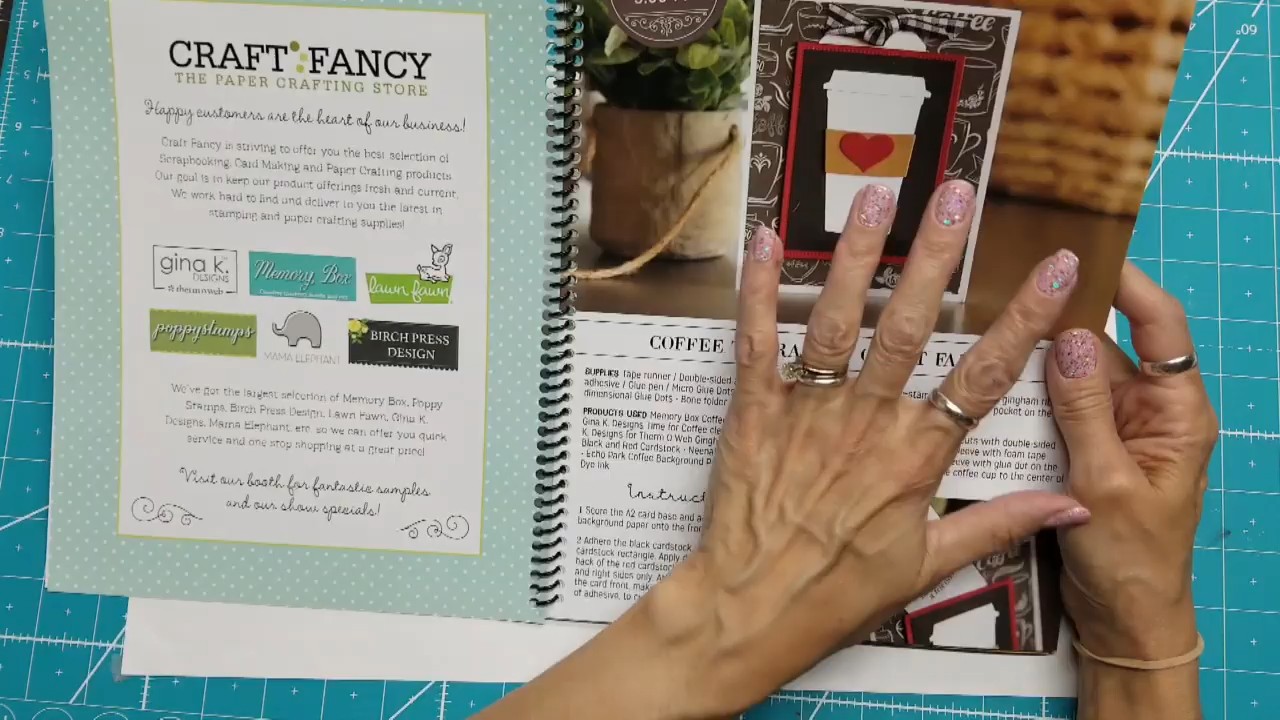 CRAFT FANCY
THE PAPER CRAFTING STORE
Happy customers are the heart of our business!
Craft Fancy is striving to offer you the best selection of
Scrapbooking, Card Making and Paper Crafting products
Our goal is to keep our product offerings fresh and current.
We work hard to find and deliver to you the latest in
stamping and paper crafting supplies!
gina k.
DESIGNS
Memory Box
lawn fawn
poppystamps
MAMA ELEPHANT
BIRCH PRESS
DESIGN
We've got the largest selection of Memory Box, Poppy
Stamps, Birch Press Design, Lawn Fawn, Gina K.
Designs, Mama Elephant, etc. so we can offer you quick
service and one stop shopping at a great price!
Visit our booth for fantastic samples
and our show specials!
COFFEE
SUPPLIES Tape runner / Double-sided
adhesive / Glue pen / Micro Glue Dots
dimensional Glue Dots - Bone folder
PRODUCTS USED Memory Box Coffee
Gina K. Designs Time for Coffee
K. Designs for Therm O Web
Black and Red Cardstock - Neenah
- Echo Park Coffee Background
Dye Ink
1 Score the A2 card base and
background paper onto the
2 Adhere the black cardstock
cardstock rectangle. Apply
back of the red cardstock
and right sides only.
the card front,
of adhesive, to
pocket on the
with double-sided
with foam tape
with glue dot on the
coffee cup to the center of
60.